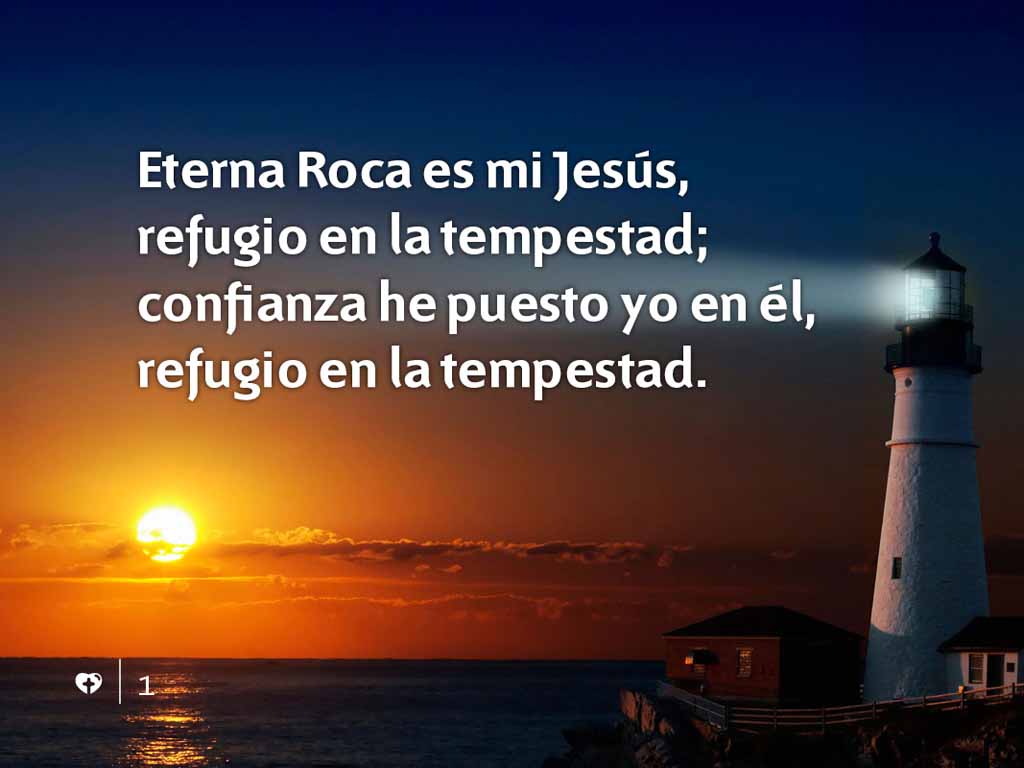 Eterna Roca es mi Jesús,
refugio en la tempestad;
confianza he puesto yo en él,
refugio en la tempestad.
1